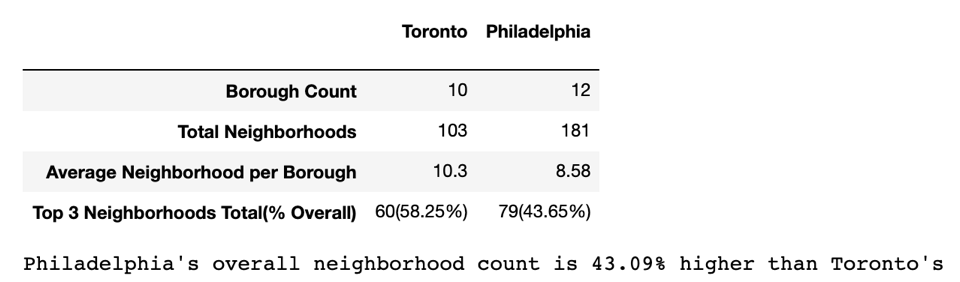 Toronto Philadelphia
Borough Count 10 12
Total Neighborhoods 103 181
Average Neighborhood per Borough 10.3 8.58
Top 3 Neighborhoods Total(% Overall) 60(58.25%) 79(43.65%)
Philadelphia's overall neighborhood count is 43.09% higher than Toronto's